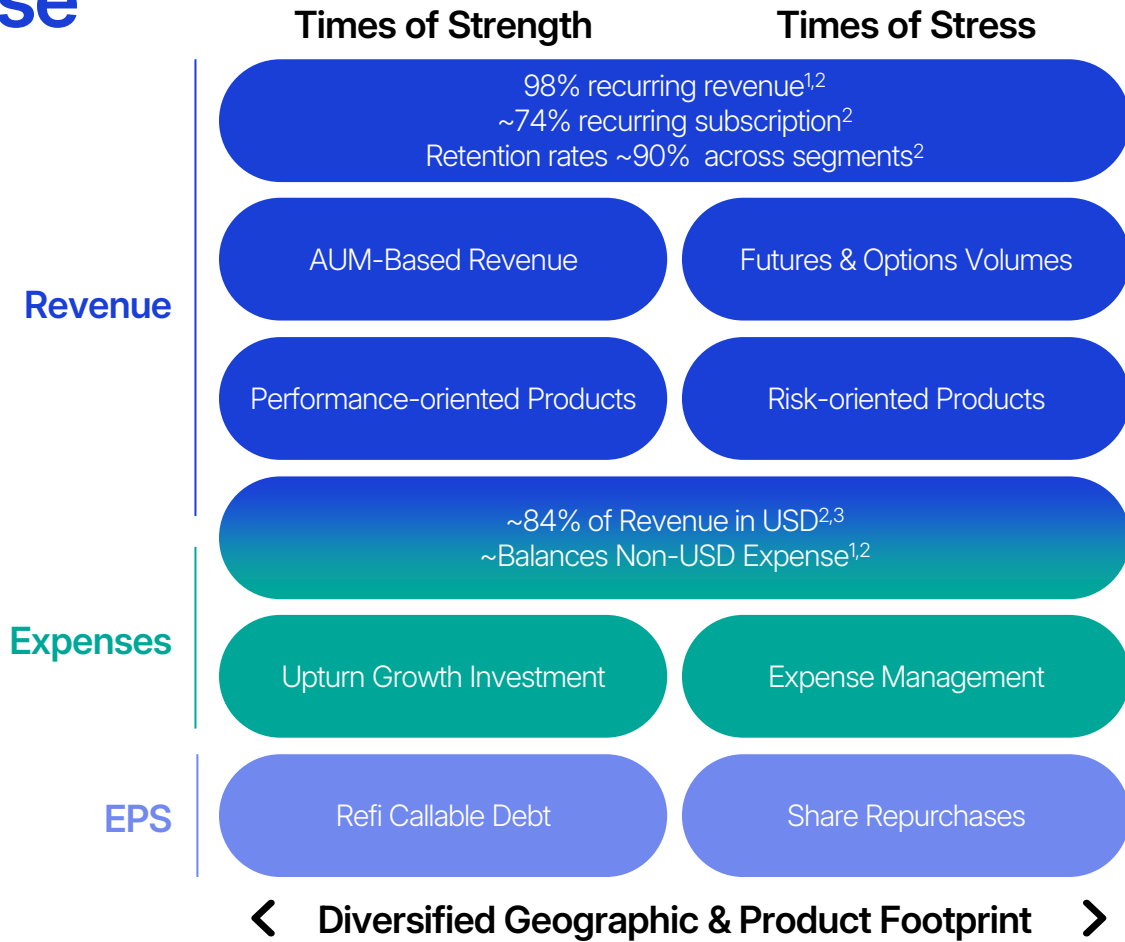 Times of Strength
Times of Stress
98% recurring revenue1,2
~74% recurring subscription2
Retention rates ~90% across segments2
Revenue
AUM-Based Revenue
Futures & Options Volumes
Performance-oriented Products
Risk-oriented Products
~84% of Revenue in USD2,3
~Balances Non-USD Expense1,2
Expenses
Upturn Growth Investment
Expense Management
EPS
Refi Callable Debt
Share Repurchases
Diversified Geographic & Product Footprint